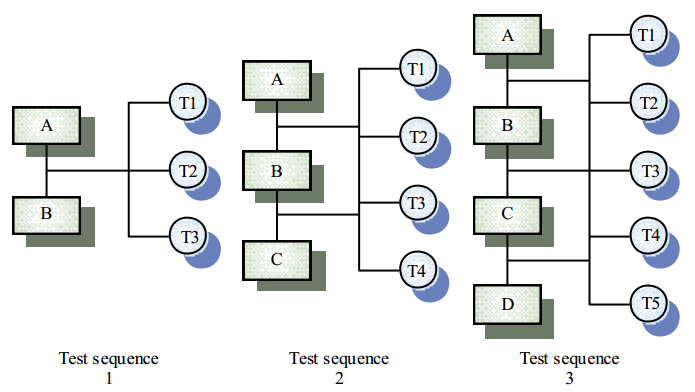 A
B
T1
T2
T3
Test sequence
1
A
B
C
T1
T2
T3
T4
Test sequence
2
A
B
C
D
T1
T2
T3
T4
T5
Test sequence
3